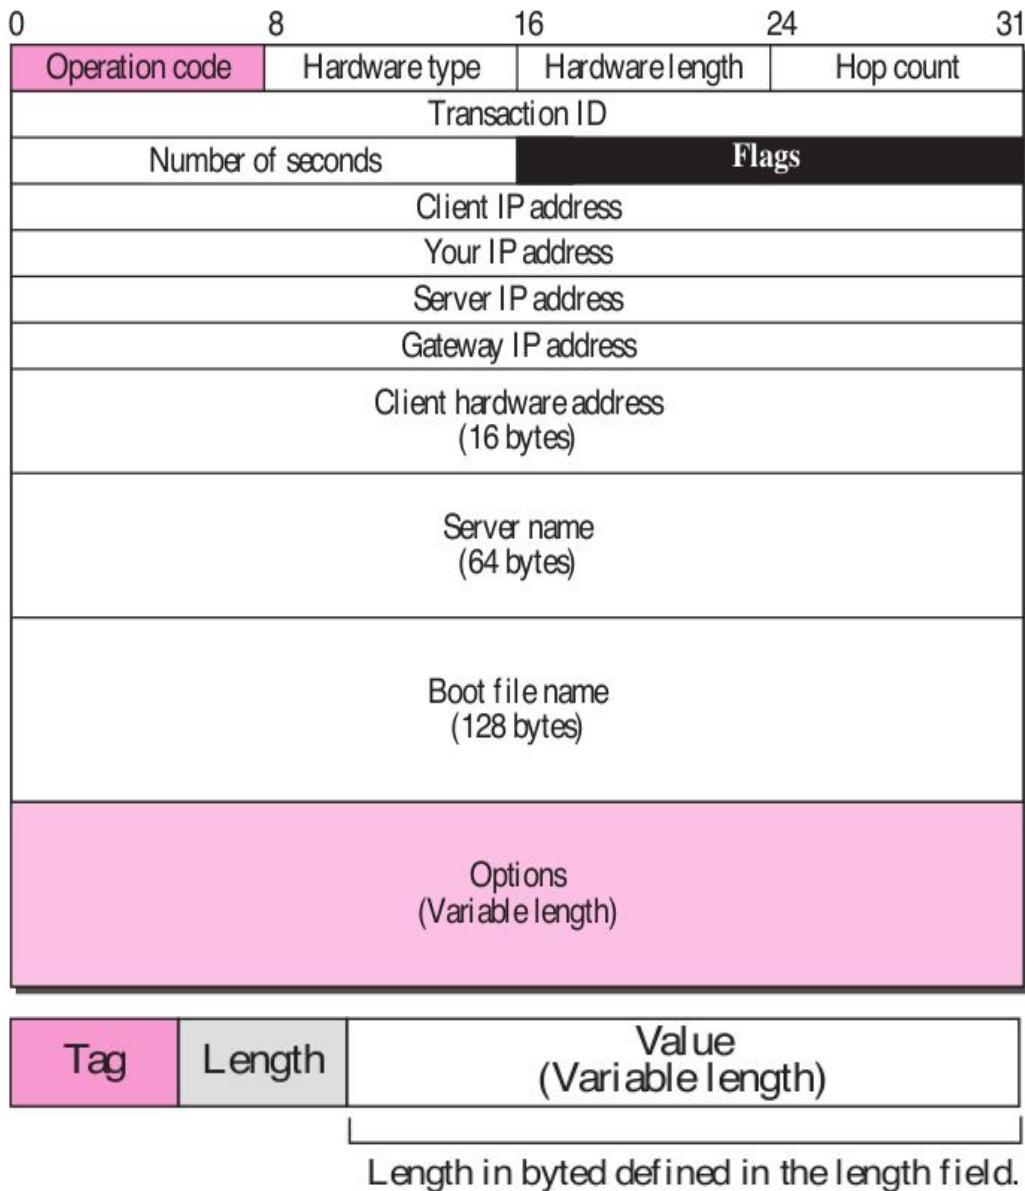 0 8 16 24 31
Operation code Hardware type Hardware length Hop count
Transaction ID
Number of seconds Flags
Client IP address
Your IP address
Server IP address
Gateway IP address
Client hardware address
(16 bytes)
Server name
(64 bytes)
Boot file name
(128 bytes)
Options
(Variable length)
Tag Length Value
(Variable length)
Length in byted defined in the length field.